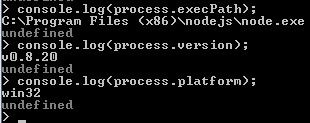 > console.log(process.execPath);
C:\Program Files (x86)\nodejs\node.exe
undefined
> console.log(process.version);
v0.8.20
undefined
> console.log(process.platform);
win32
undefined
>